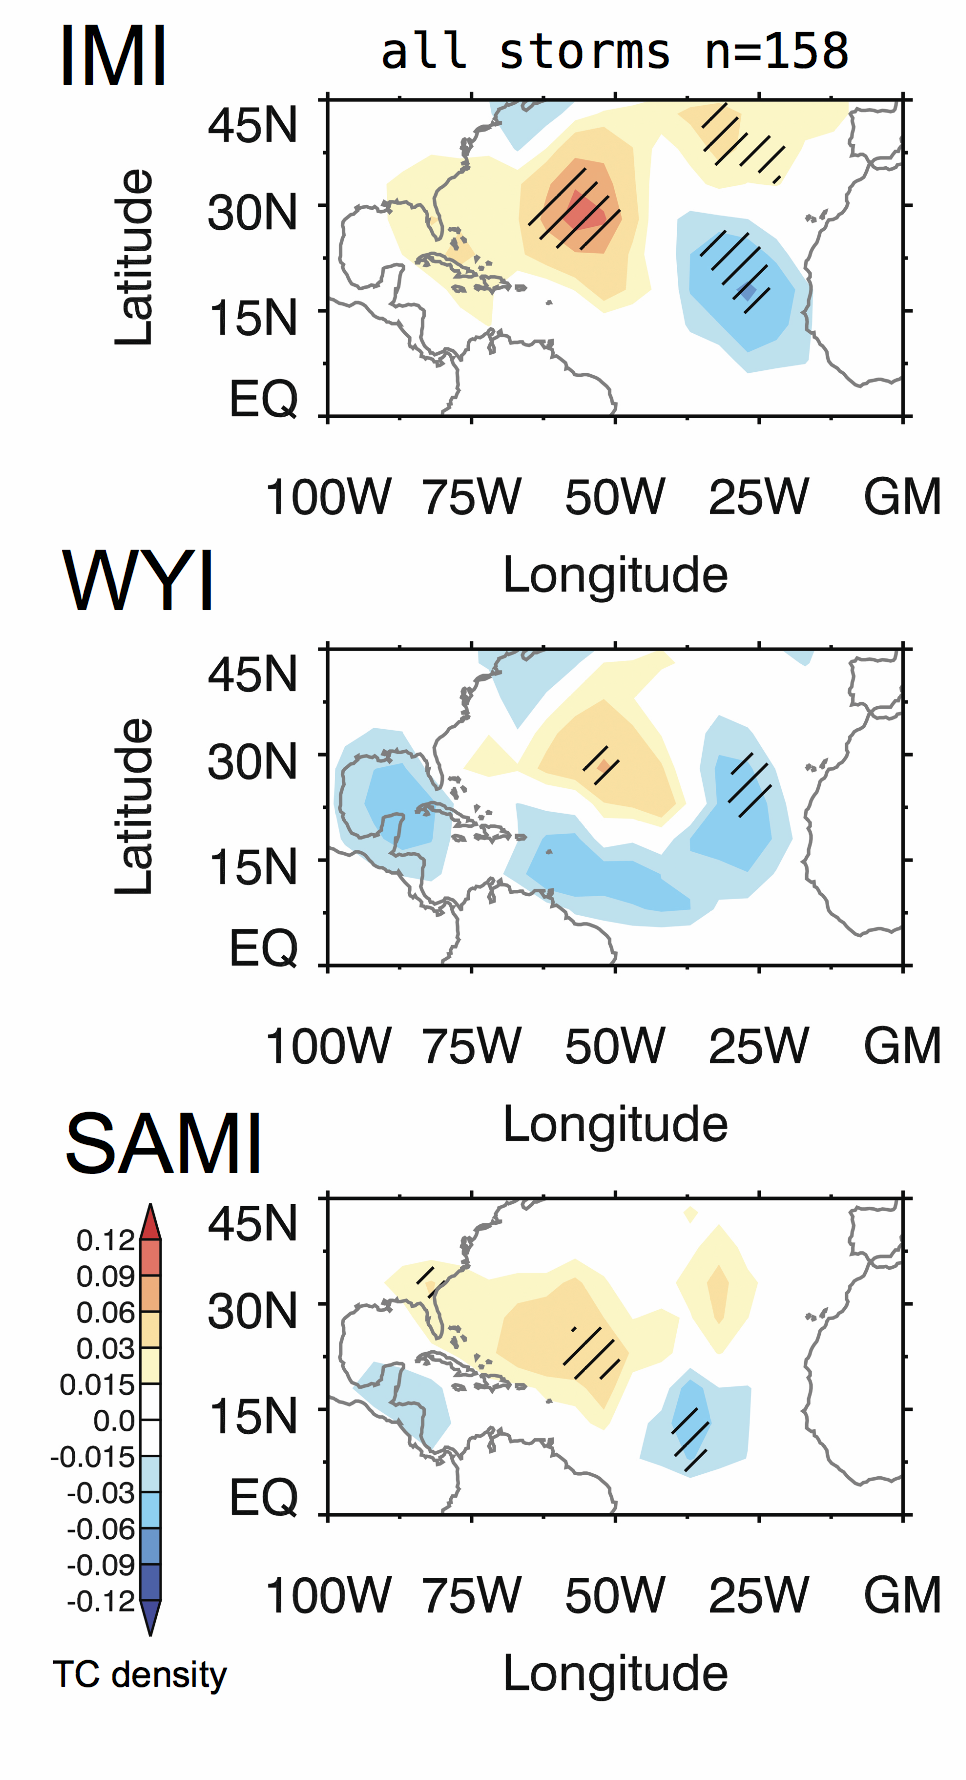 IMI
all storms n=158
45N
30N
15N
EQ
Latitude
100W 75W 50W 25W GM
Longitude
WYI
45N
30N
15N
EQ
Latitude
100W 75W 50W 25W GM
Longitude
SAMI
45N
30N
15N
EQ
100W 75W 50W 25W GM
Longitude
0.12
0.09
0.06
0.03
0.015
0.0
-0.015
-0.03
-0.06
-0.09
-0.12
TC density